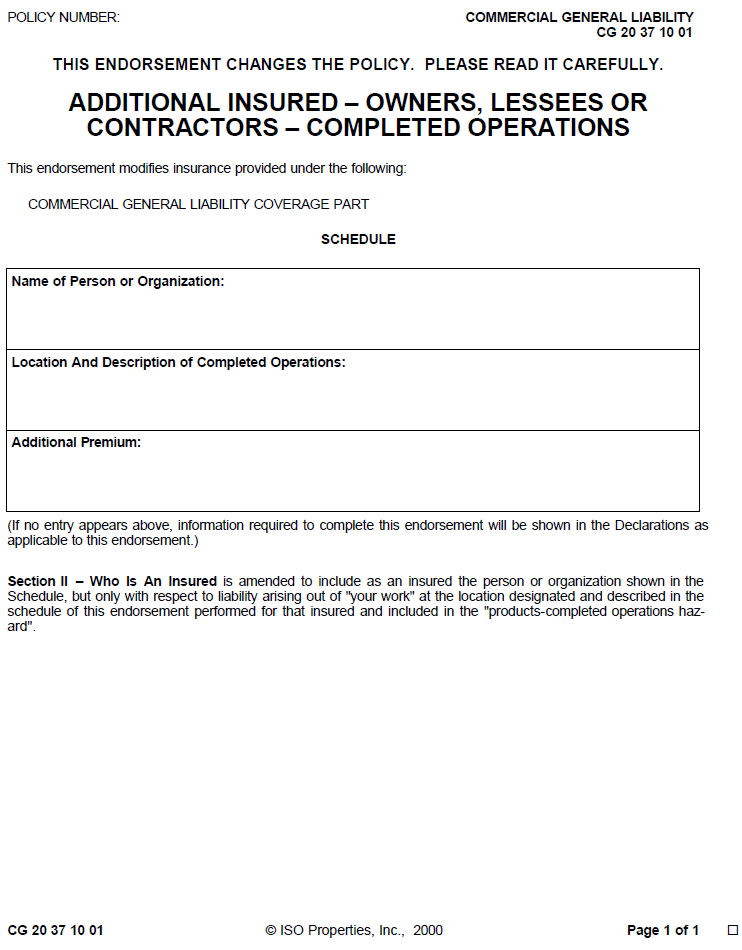 POLICY NUMBER:
COMMERCIAL GENERAL LIABILITY
CG 20 37 10 01
THIS ENDORSEMENT CHANGES THE POLICY.  PLEASE READ IT CAREFULLY.
ADDITIONAL INSURED – OWNERS, LESSEES OR
CONTRACTORS – COMPLETED OPERATIONS
This endorsement modifies insurance provided under the following:
COMMERCIAL GENERAL LIABILITY COVERAGE PART
SCHEDULE
Name of Person or Organization:
Location And Description of Completed Operations:
Additional Premium:
(If no entry appears above, information required to complete this endorsement will be shown in the Declarations as
applicable to this endorsement.)
Section II – Who Is An Insured is amended to include as an insured the person or organization shown in the
Schedule, but only with respect to liability arising out of "your work" at the location designated and described in the
schedule of this endorsement performed for that insured and included in the "products-completed operations haz-
ard".
CG 20 37 10 01
© ISO Properties, Inc.,  2000
Page 1 of 1